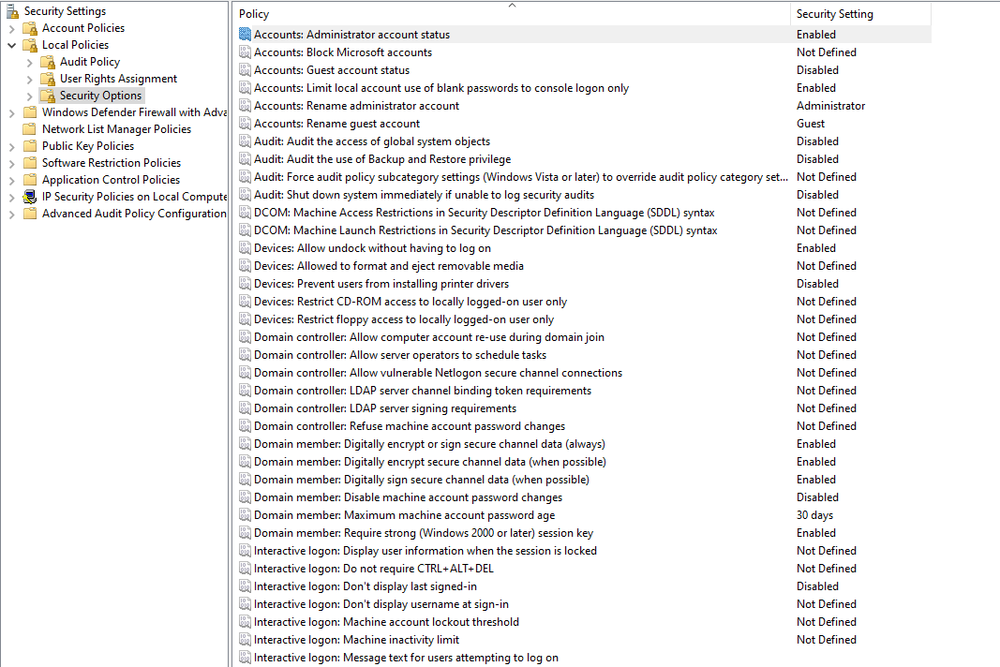 Security Settings
Account Policies
Local Policies
Audit Policy
User Rights Assignment
Security Options
Windows Defender Firewall with Adva
Network List Manager Policies
Public Key Policies
Software Restriction Policies
Application Control Policies
IP Security Policies on Local Compute
Advanced Audit Policy Configuration
Policy Security Setting
Accounts: Administrator account status Enabled
Accounts: Block Microsoft accounts Not Defined
Accounts: Guest account status Disabled
Accounts: Limit local account use of blank passwords to console logon only Enabled
Accounts: Rename administrator account Administrator
Accounts: Rename guest account Guest
Audit: Audit the access of global system objects Disabled
Audit: Audit the use of Backup and Restore privilege Disabled
Audit: Force audit policy subcategory settings (Windows Vista or later) to override audit policy category set... Not Defined
Audit: Shut down system immediately if unable to log security audits Disabled
DCOM: Machine Access Restrictions in Security Descriptor Definition Language (SDDL) syntax Not Defined
DCOM: Machine Launch Restrictions in Security Descriptor Definition Language (SDDL) syntax Not Defined
Devices: Allow undock without having to log on Enabled
Devices: Allowed to format and eject removable media Not Defined
Devices: Prevent users from installing printer drivers Disabled
Devices: Restrict CD-ROM access to locally logged-on user only Not Defined
Devices: Restrict floppy access to locally logged-on user only Not Defined
Domain controller: Allow computer account re-use during domain join Not Defined
Domain controller: Allow server operators to schedule tasks Not Defined
Domain controller: Allow vulnerable Netlogon secure channel connections Not Defined
Domain controller: LDAP server channel binding token requirements Not Defined
Domain controller: LDAP server signing requirements Not Defined
Domain controller: Refuse machine account password changes Not Defined
Domain member: Digitally encrypt or sign secure channel data (always) Enabled
Domain member: Digitally encrypt secure channel data (when possible) Enabled
Domain member: Digitally sign secure channel data (when possible) Enabled
Domain member: Disable machine account password changes Disabled
Domain member: Maximum machine account password age 30 days
Domain member: Require strong (Windows 2000 or later) session key Enabled
Interactive logon: Display user information when the session is locked Not Defined
Interactive logon: Do not require CTRL+ALT+DEL Not Defined
Interactive logon: Don't display last signed-in Disabled
Interactive logon: Don't display username at sign-in Not Defined
Interactive logon: Machine account lockout threshold Not Defined
Interactive logon: Machine inactivity limit Not Defined
Interactive logon: Message text for users attempting to log on